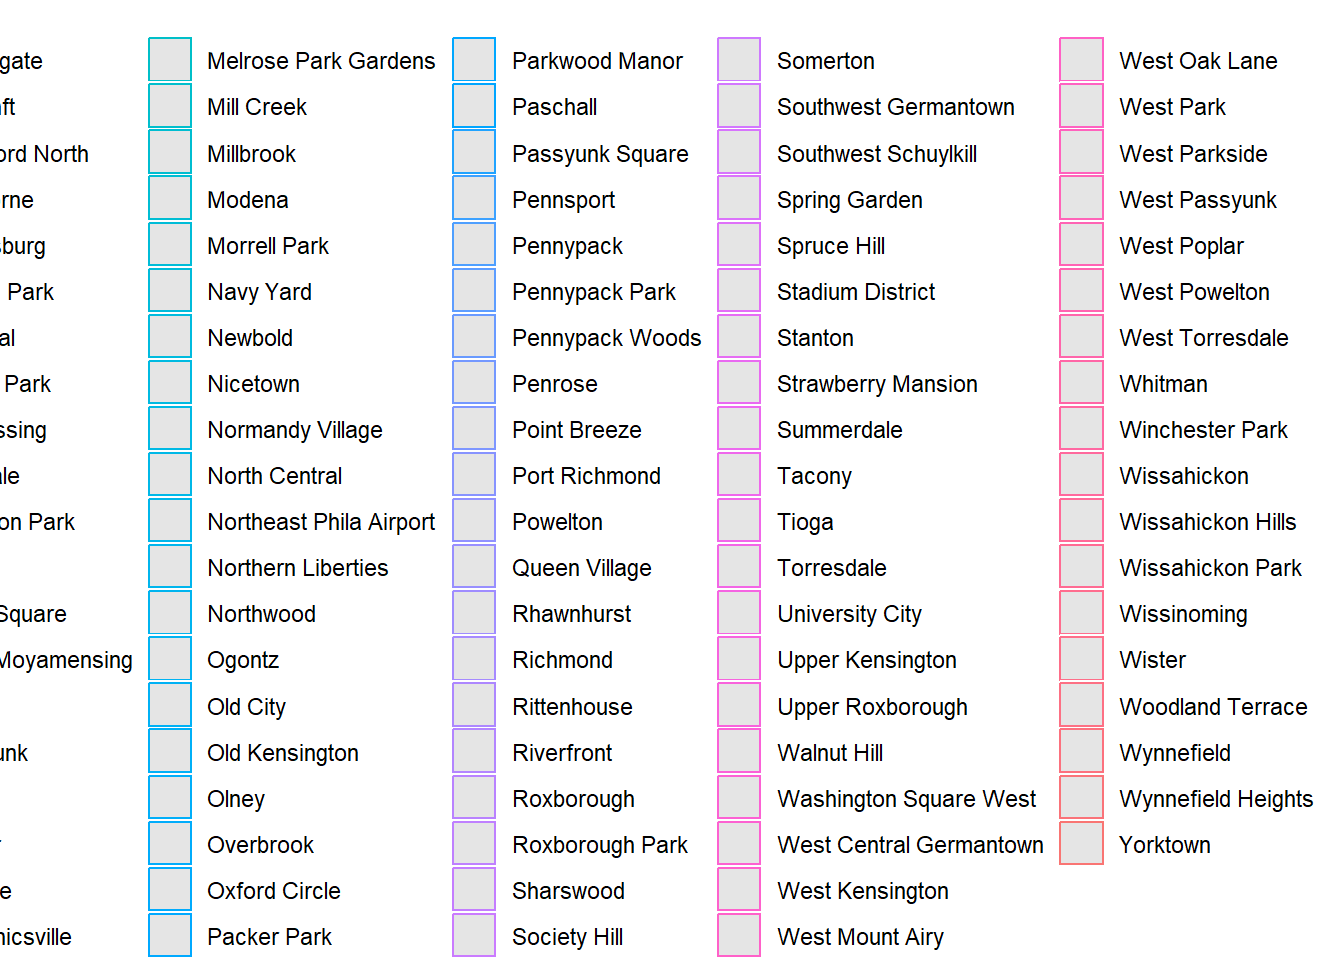 gate
ft
ord North
rne
sburg
Park
al
Park
ssing
ale
on Park
Square
Moyamensing
unk
r
e
nicsville
Melrose Park Gardens
Mill Creek
Millbrook
Modena
Morrell Park
Navy Yard
Newbold
Nicetown
Normandy Village
North Central
Northeast Phila Airport
Northern Liberties
Northwood
Ogontz
Old City
Old Kensington
Olney
Overbrook
Oxford Circle
Packer Park
Parkwood Manor
Paschall
Passyunk Square
Pennsport
Pennypack
Pennypack Park
Pennypack Woods
Penrose
Point Breeze
Port Richmond
Powelton
Queen Village
Rhawnhurst
Richmond
Rittenhouse
Riverfront
Roxborough
Roxborough Park
Sharswood
Society Hill
Somerton
Southwest Germantown
Southwest Schuylkill
Spring Garden
Spruce Hill
Stadium District
Stanton
Strawberry Mansion
Summerdale
Tacony
Tioga
Torresdale
University City
Upper Kensington
Upper Roxborough
Walnut Hill
Washington Square West
West Central Germantown
West Kensington
West Mount Airy
West Oak Lane
West Park
West Parkside
West Passyunk
West Poplar
West Powelton
West Torresdale
Whitman
Winchester Park
Wissahickon
Wissahickon Hills
Wissahickon Park
Wissinoming
Wister
Woodland Terrace
Wynnefield
Wynnefield Heights
Yorktown